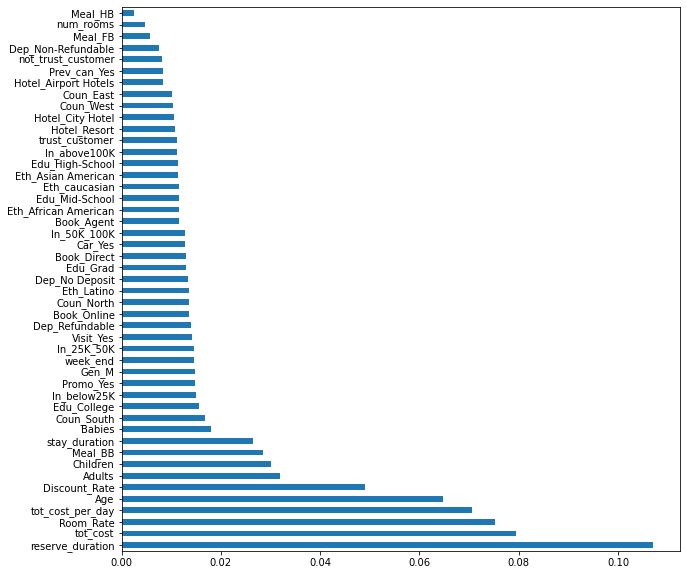 Meal_HB
num_rooms
Meal_FB
Dep_Non-Refundable
not_trust_customer
Prev_can_Yes
Hotel_Airport Hotels
Coun_East
Coun_West
Hotel_City Hotel
Hotel_Resort
trust_customer
In_above100K
Edu_High-School
Eth_Asian American
Eth_caucasian
Edu_Mid-School
Eth_African American
Book_Agent
In_50K_100K
Car_Yes
Book_Direct
Edu_Grad
Dep_No Deposit
Eth_Latino
Coun_North
Book_Online
Dep_Refundable
Visit_Yes
In_25K_50K
week_end
Gen_M
Promo_Yes
In_below25K
Edu_College
Coun_South
Babies
stay_duration
Meal_BB
Children
Adults
Discount_Rate
Age
tot_cost_per_day
Room_Rate
tot_cost
reserve_duration
0.00 0.02 0.04 0.06 0.08 0.10